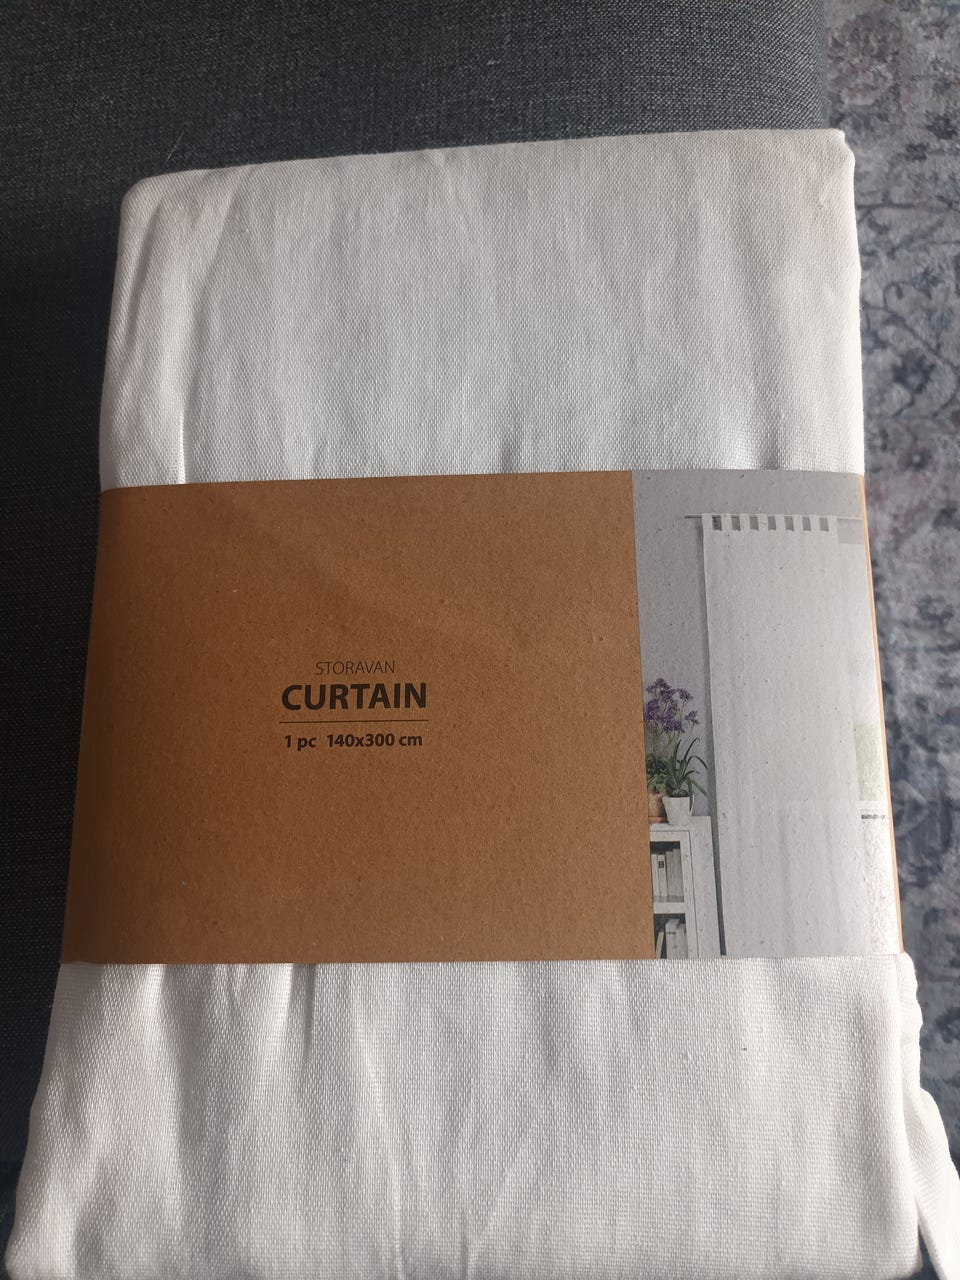 STORAVAN
CURTAIN
1 pc 140x300 cm